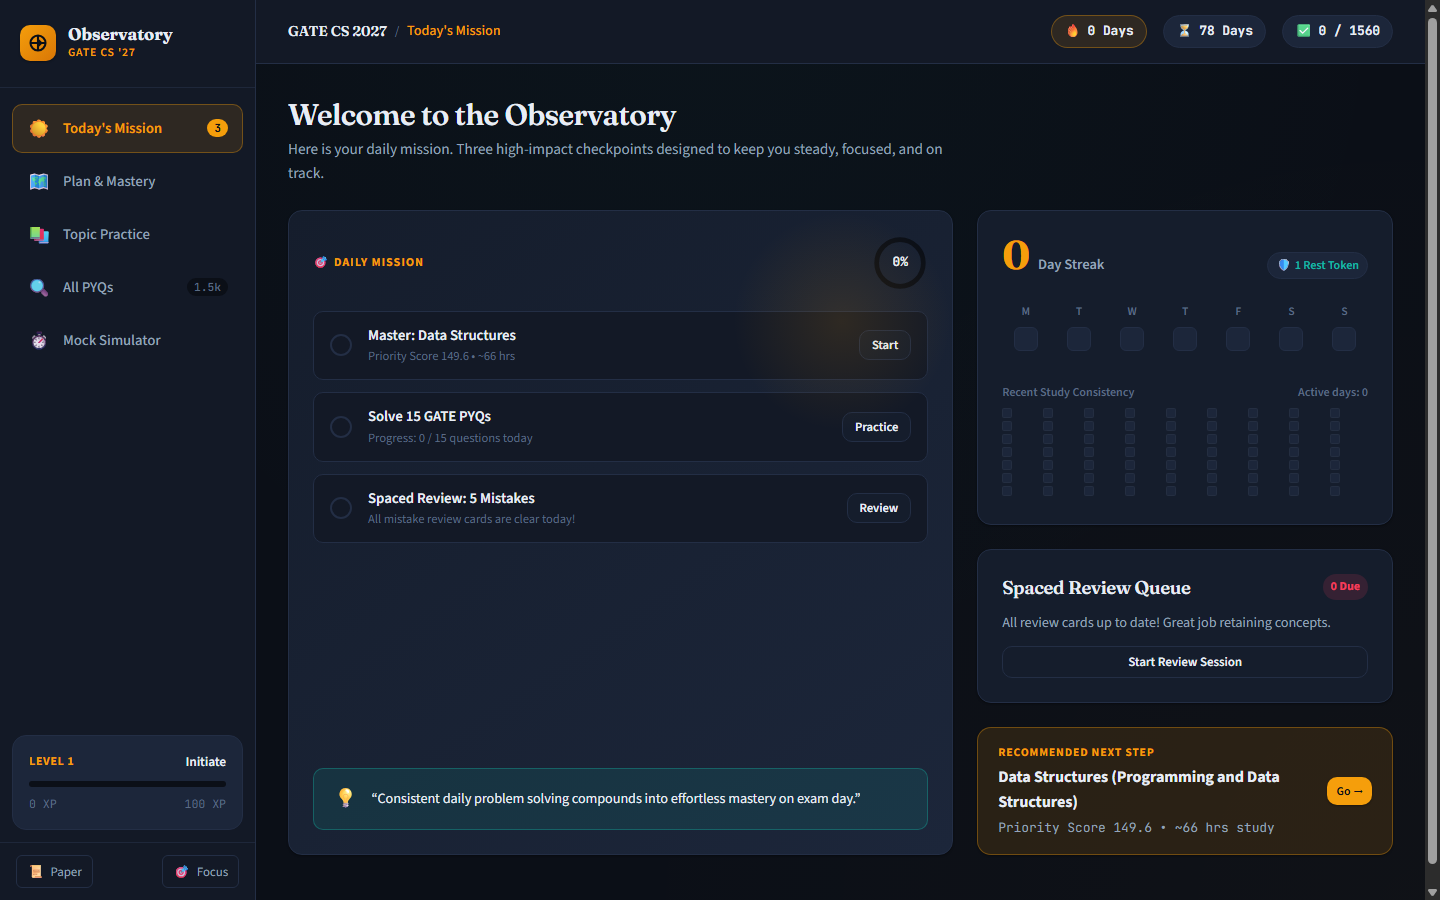 Observatory
GATE CS '27
Today's Mission 3
Plan & Mastery
Topic Practice
All PYQs 1.5k
Mock Simulator
LEVEL 1 Initiate
0 XP 100 XP
Paper Focus
GATE CS 2027 / Today's Mission
0 Days 78 Days 0 / 1560
Welcome to the Observatory
Here is your daily mission. Three high-impact checkpoints designed to keep you steady, focused, and on
track.
DAILY MISSION 0%
Master: Data Structures
Priority Score 149.6 • ~66 hrs
Start
Solve 15 GATE PYQs
Progress: 0 / 15 questions today
Practice
Spaced Review: 5 Mistakes
All mistake review cards are clear today!
Review
“Consistent daily problem solving compounds into effortless mastery on exam day.”
0 Day Streak 1 Rest Token
M T W T F S S
Recent Study Consistency Active days: 0
Spaced Review Queue 0 Due
All review cards up to date! Great job retaining concepts.
Start Review Session
RECOMMENDED NEXT STEP
Data Structures (Programming and Data
Structures)
Priority Score 149.6 • ~66 hrs study
Go →